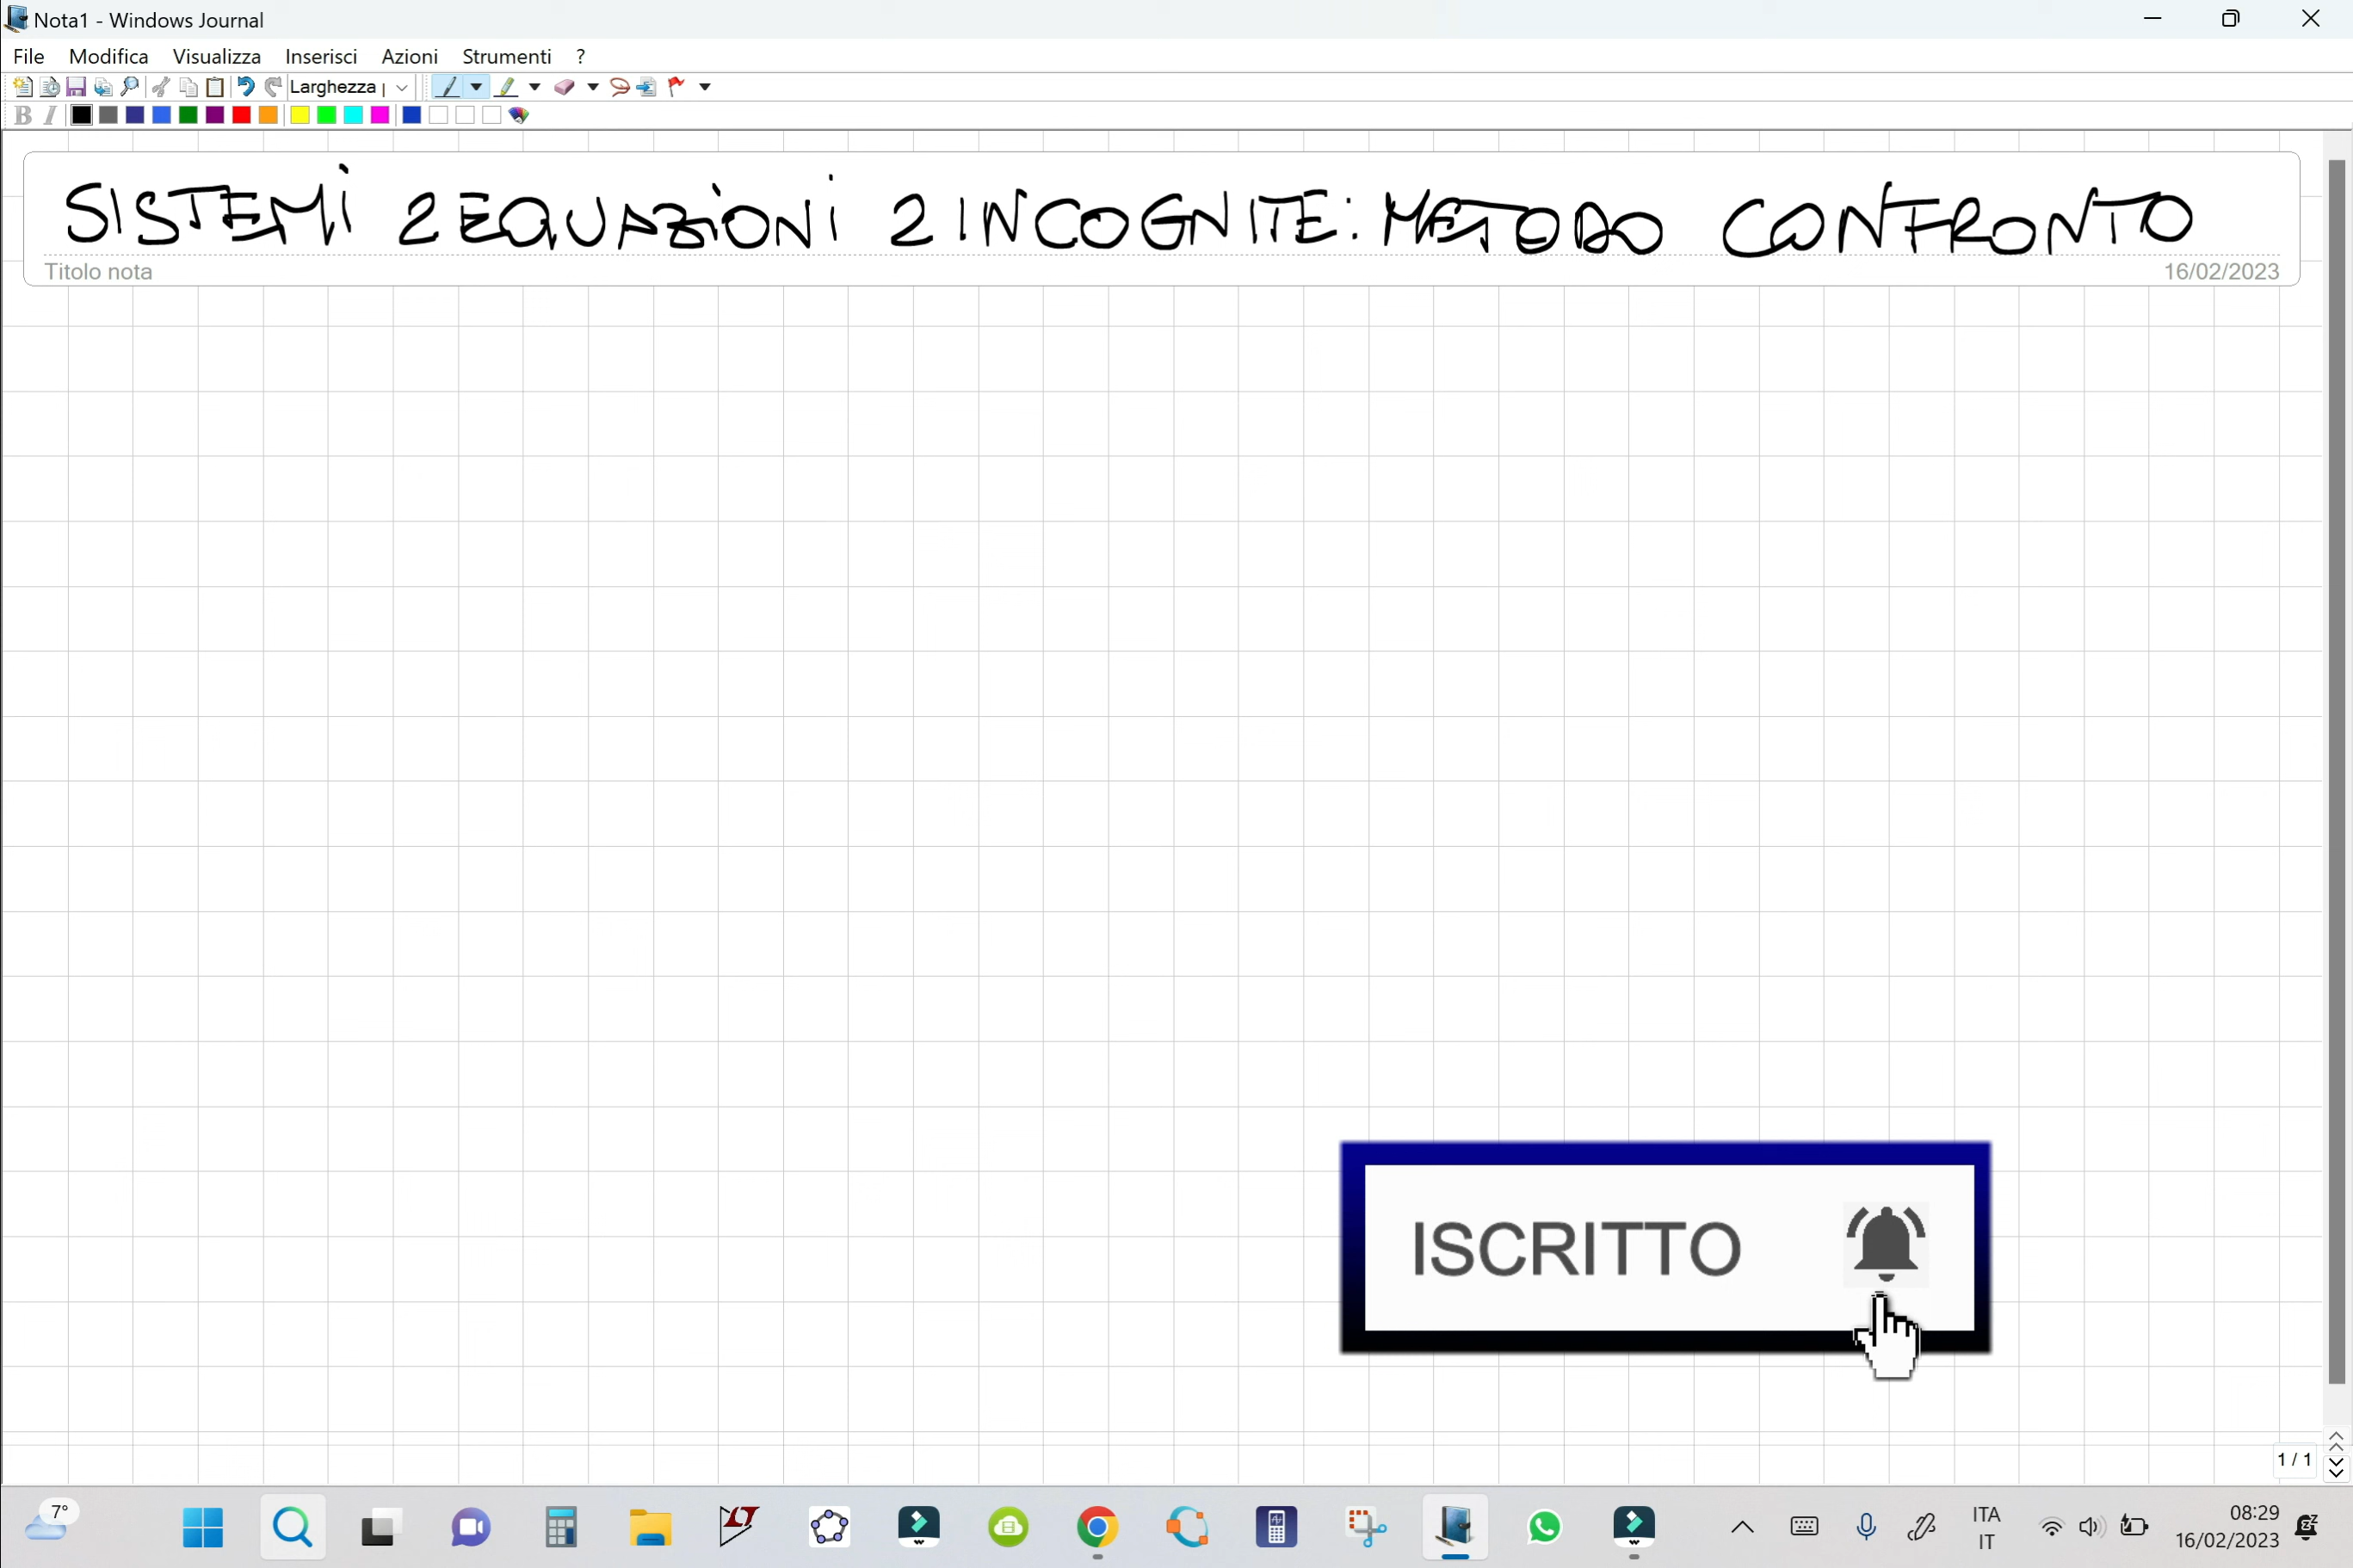 Nota1 - Windows Journal
File Modifica Visualizza Inserisci Azioni Strumenti ?
Larghezza
B I
SISTEMI 2 EQUAZIONI 2 INCOGNITE: METODO CONFRONTO
Titolo nota 16/02/2023
ISCRITTO
1 / 1
7° ITA 08:29
IT 16/02/2023